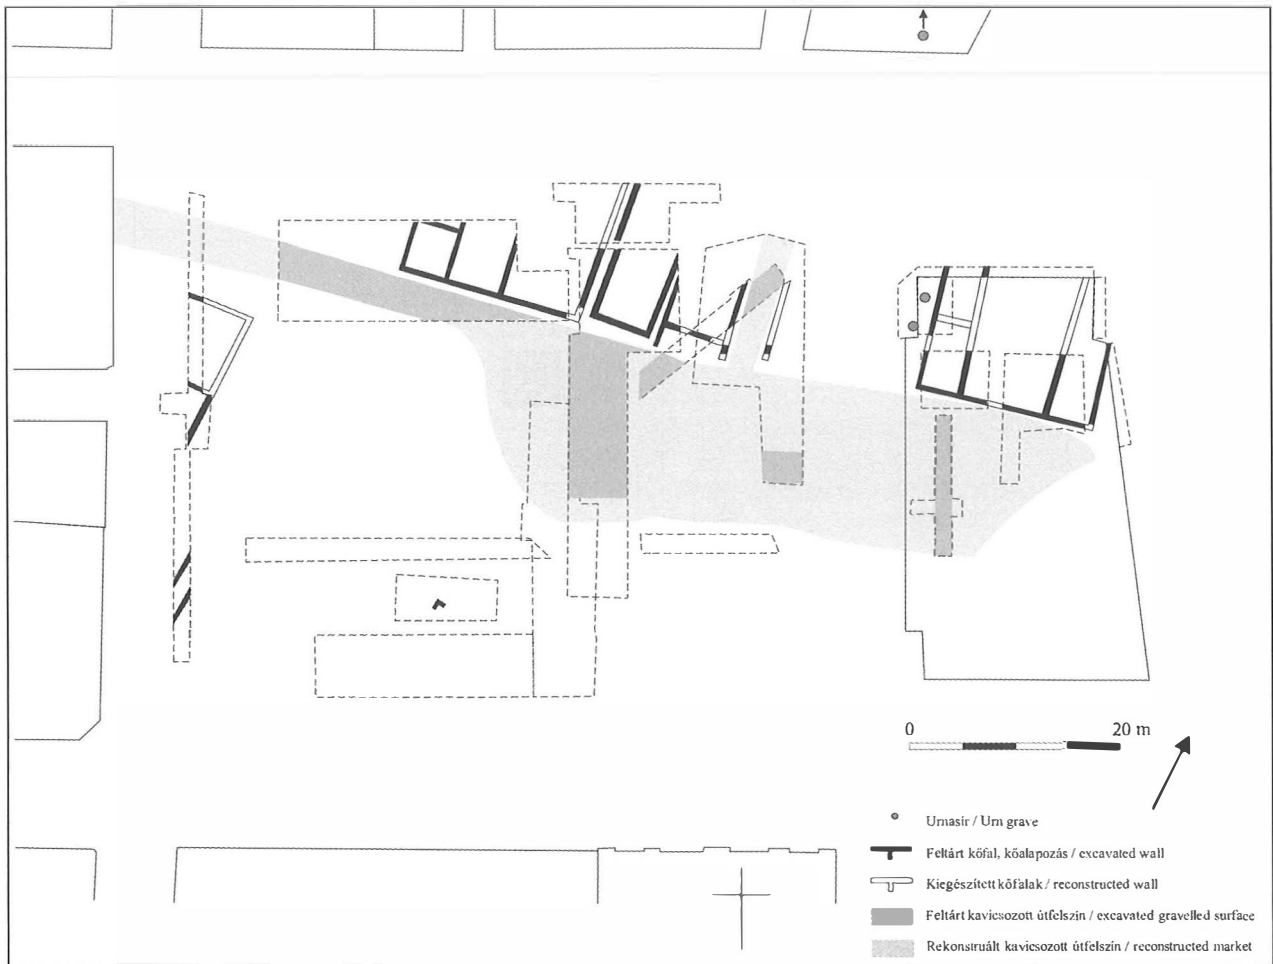 0 20 m
Urnasír / Urn grave
Feltárt kőfal, kőalapozás / excavated wall
Kiegészített kőfalak / reconstructed wall
Feltárt kavicsozott útfelszín / excavated gravelled surface
Rekonstruált kavicsozott útfelszín / reconstructed market